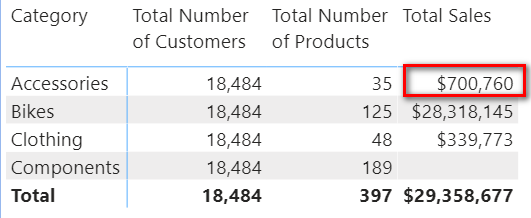 Category Total Number of Customers Total Number of Products Total Sales
Accessories 18,484 35 $700,760
Bikes 18,484 125 $28,318,145
Clothing 18,484 48 $339,773
Components 18,484 189
Total 18,484 397 $29,358,677